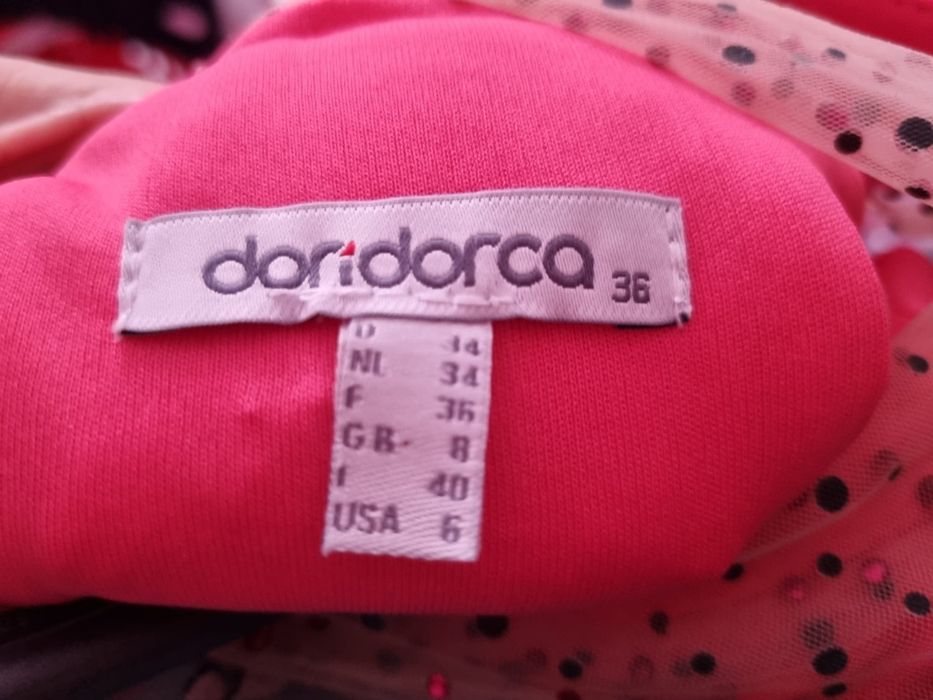 doridorca 36
D 34
NL 34
F 36
GB 8
I 40
USA 6